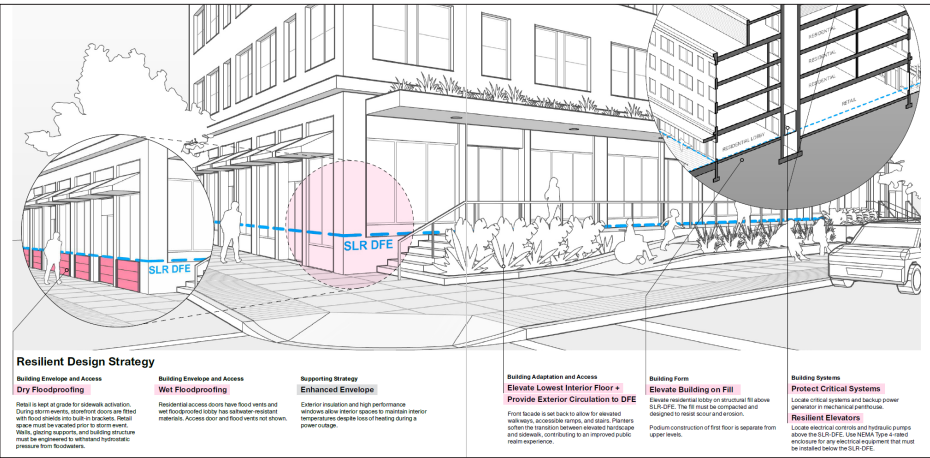 RESIDENTIAL
RESIDENTIAL
RESIDENTIAL
RETAIL
RESIDENTIAL LOBBY
SLR DFE
SLR DFE
Resilient Design Strategy
Building Envelope and Access
Dry Floodproofing
Retail is kept at grade for sidewalk activation.
During storm events, storefront doors are fitted
with flood shields into built-in brackets. Retail
space must be vacated prior to storm event.
Walls, glazing supports, and building structure
must be engineered to withstand hydrostatic
pressure from floodwaters.
Building Envelope and Access
Wet Floodproofing
Residential access doors have flood vents and
wet floodproofed lobby has saltwater-resistant
materials. Access door and flood vents not shown.
Supporting Strategy
Enhanced Envelope
Exterior insulation and high performance
windows allow interior spaces to maintain interior
temperatures despite loss of heating during a
power outage.
Building Adaptation and Access
Elevate Lowest Interior Floor +
Provide Exterior Circulation to DFE
Front facade is set back to allow for elevated
walkways, accessible ramps, and stairs. Planters
soften the transition between elevated hardscape
and sidewalk, contributing to an improved public
realm experience.
Building Form
Elevate Building on Fill
Elevate residential lobby on structural fill above
SLR-DFE. The fill must be compacted and
designed to resist scour and erosion.
Podium construction of first floor is separate from
upper levels.
Building Systems
Protect Critical Systems
Locate critical systems and backup power
generator in mechanical penthouse.
Resilient Elevators
Locate electrical controls and hydraulic pumps
above the SLR-DFE. Use NEMA Type 4-rated
enclosure for any electrical equipment that must
be installed below the SLR-DFE.